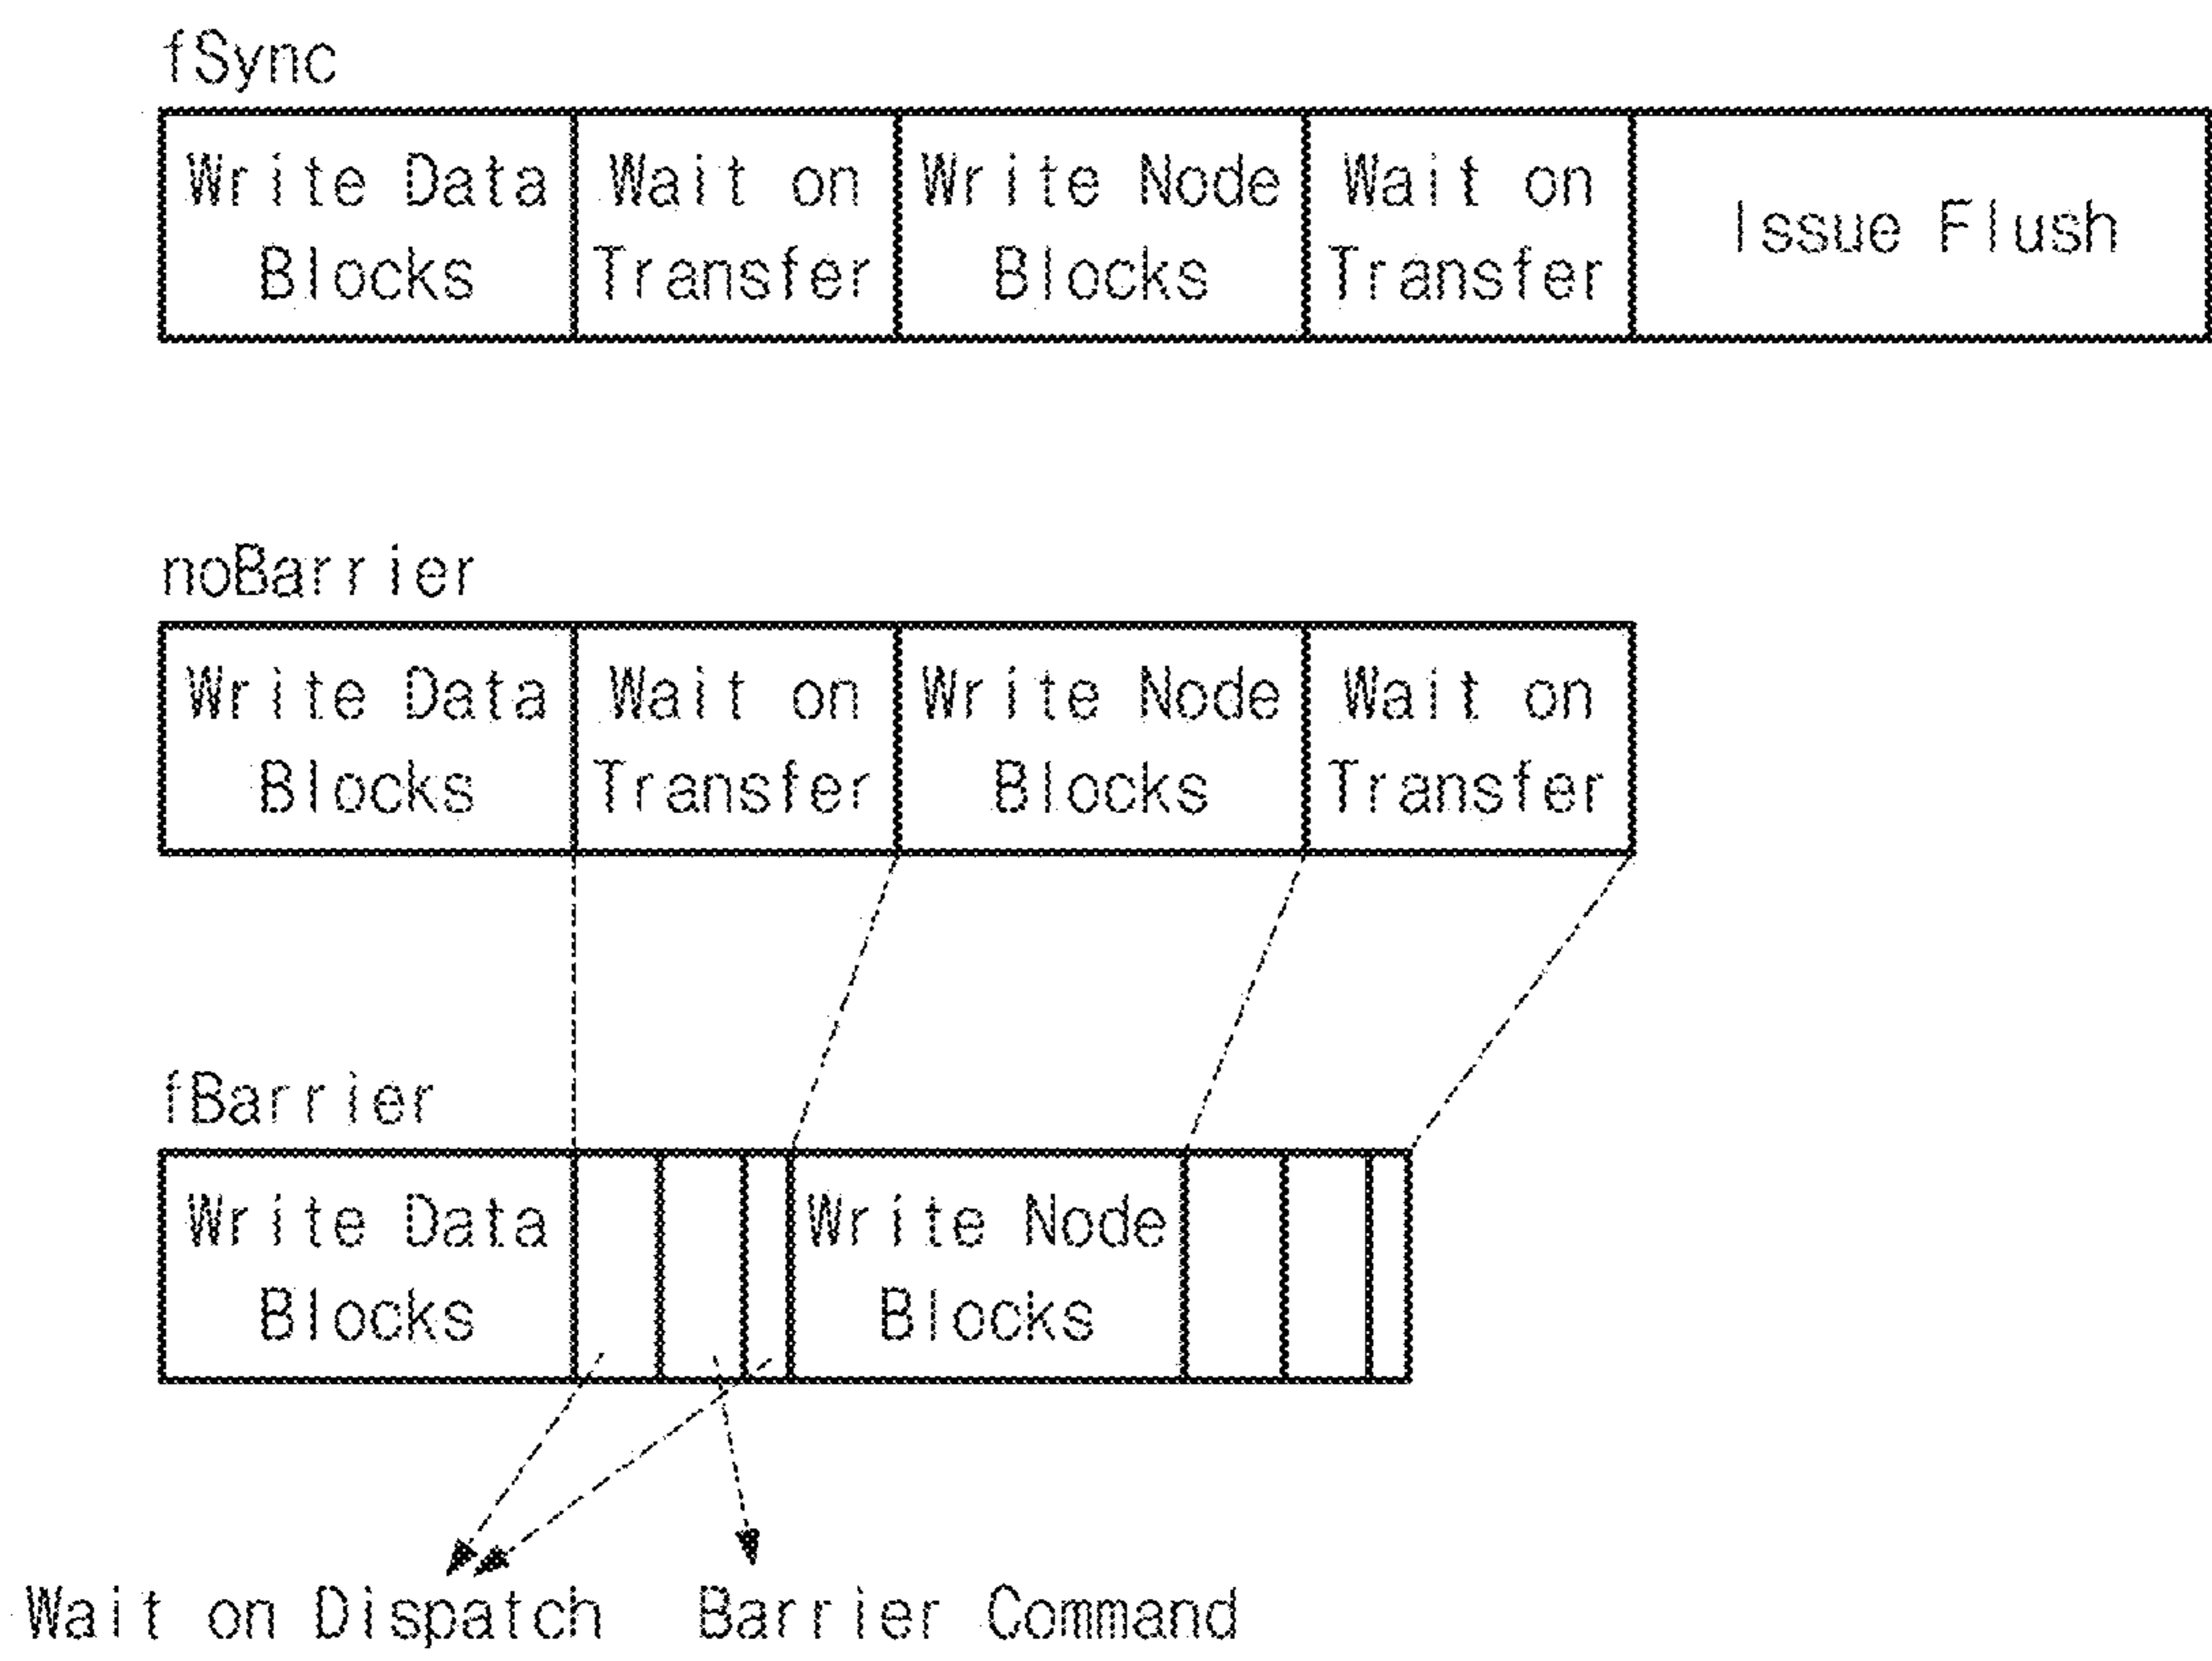 fSync
Write Data
Blocks
Wait on
Transfer
Write Node
Blocks
Wait on
Transfer
Issue Flush
noBarrier
Write Data
Blocks
Wait on
Transfer
Write Node
Blocks
Wait on
Transfer
fBarrier
Write Data
Blocks
Write Node
Blocks
Wait on Dispatch
Barrier Command